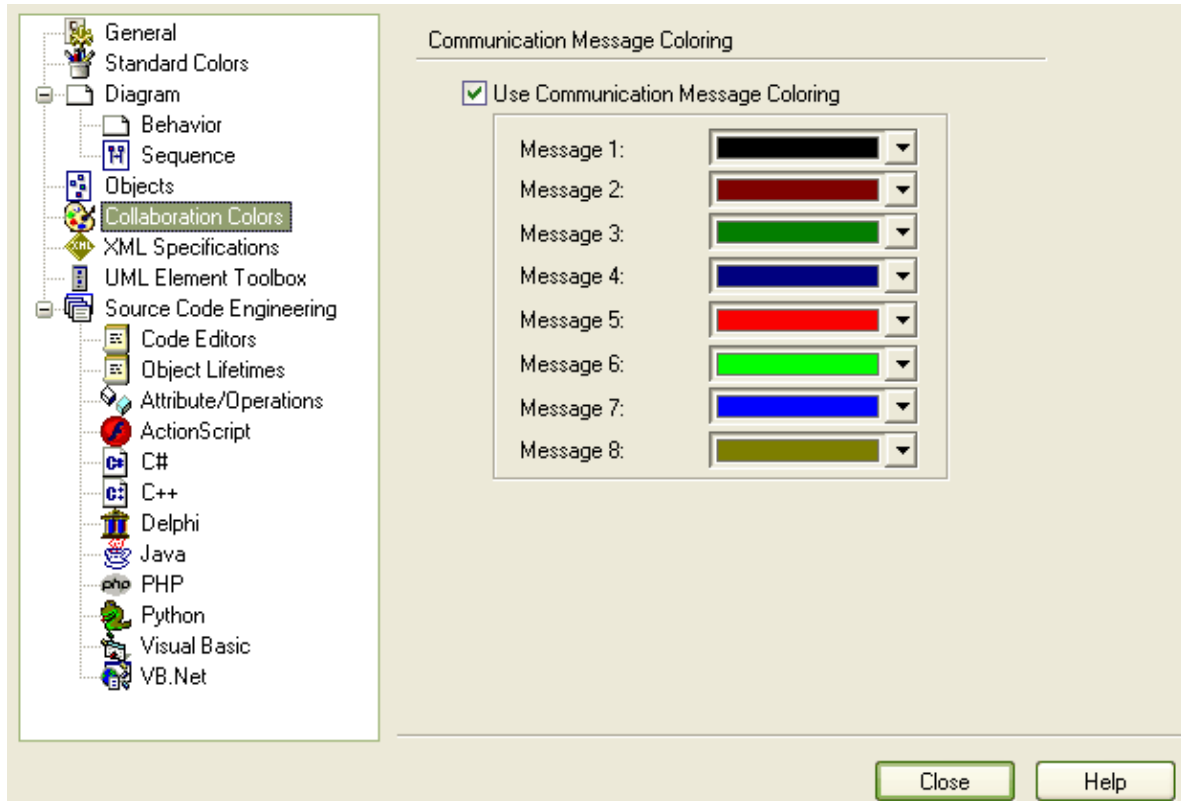 General
Standard Colors
Diagram
Behavior
Sequence
Objects
Collaboration Colors
XML Specifications
UML Element Toolbox
Source Code Engineering
Code Editors
Object Lifetimes
Attribute/Operations
ActionScript
C#
C++
Delphi
Java
php PHP
Python
Visual Basic
VB.Net
Communication Message Coloring
Use Communication Message Coloring
Message 1:
Message 2:
Message 3:
Message 4:
Message 5:
Message 6:
Message 7:
Message 8:
Close
Help